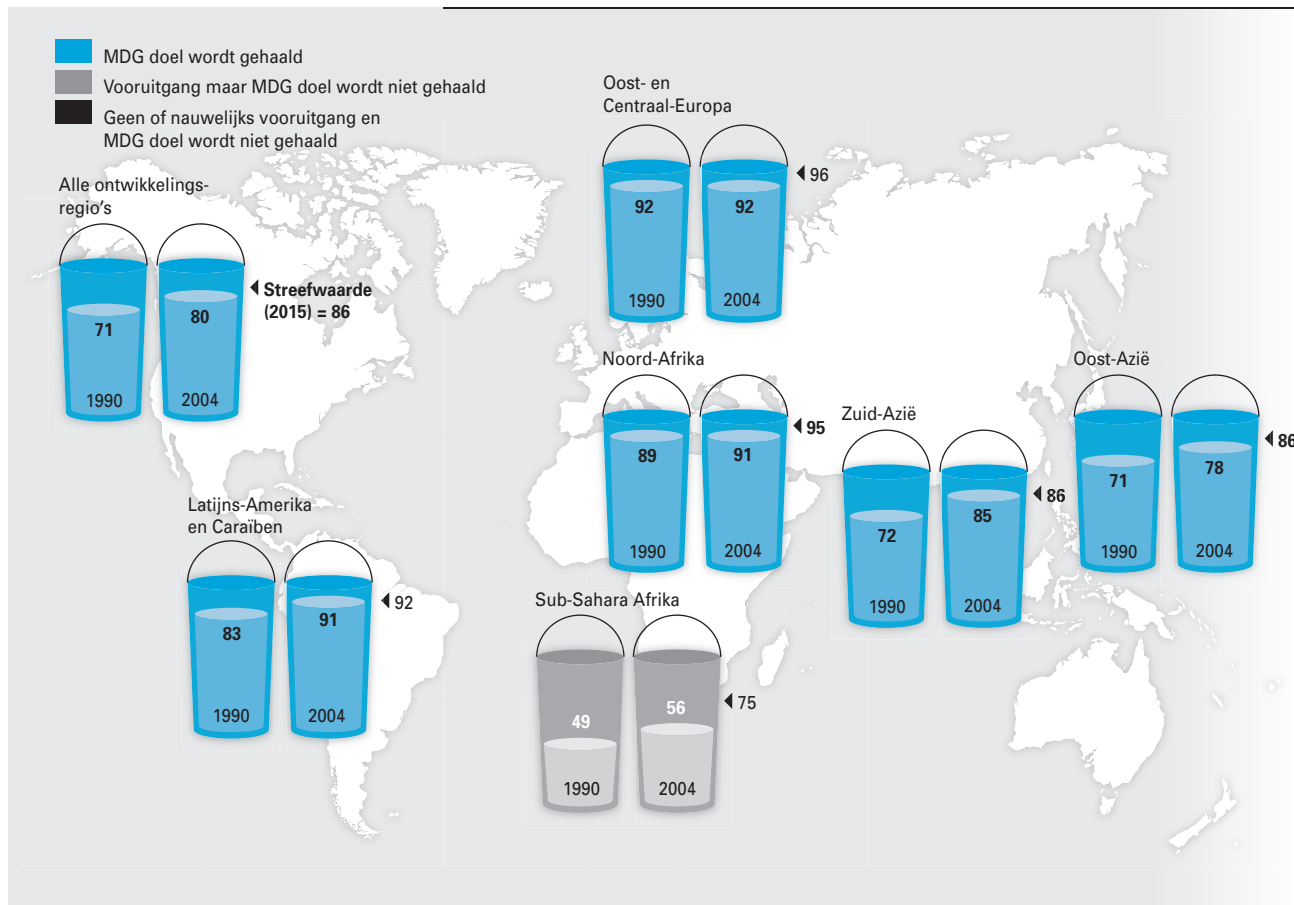 MDG doel wordt gehaald
Vooruitgang maar MDG doel wordt niet gehaald
Geen of nauwelijks vooruitgang en
MDG doel wordt niet gehaald
Alle ontwikkelings-
regio's
71
1990
80
2004
Streefwaarde
(2015) = 86
Oost- en
Centraal-Europa
92
1990
92
2004
96
Noord-Afrika
89
1990
91
2004
95
Zuid-Azië
72
1990
85
2004
86
Oost-Azië
71
1990
78
2004
86
Latijns-Amerika
en Caraïben
83
1990
91
2004
92
Sub-Sahara Afrika
49
1990
56
2004
75